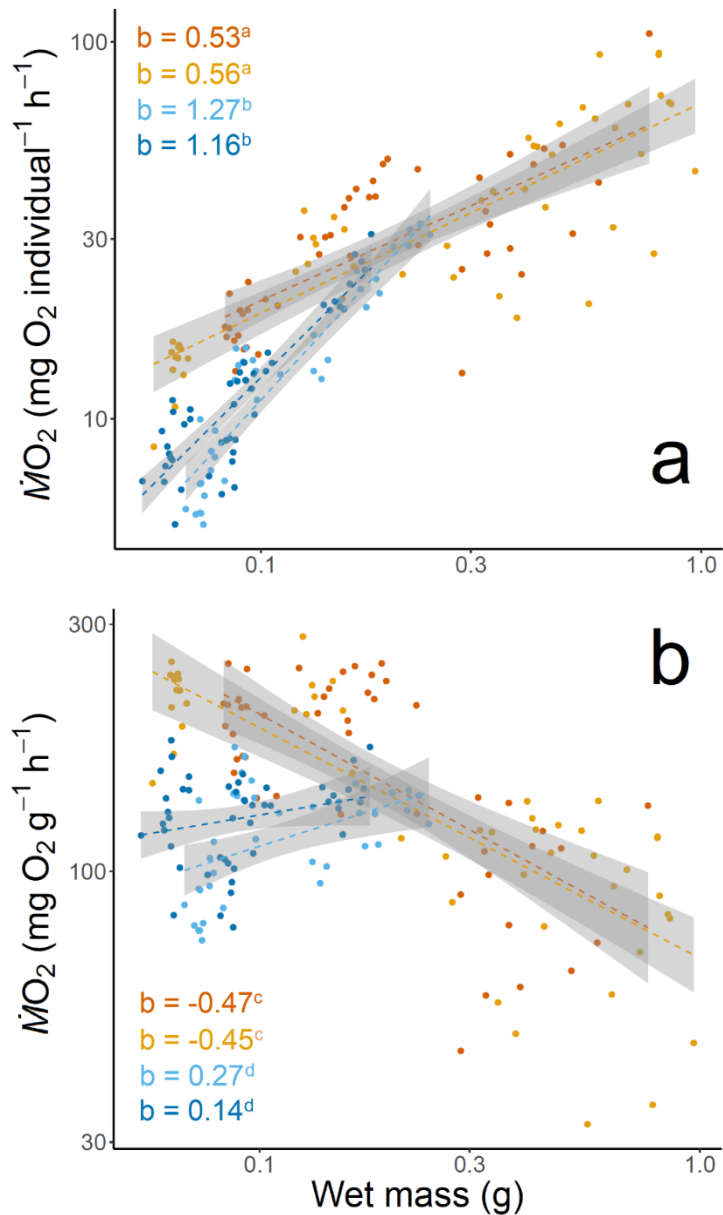 100
b = 0.53ᵃ
b = 0.56ᵃ
b = 1.27ᵇ
b = 1.16ᵇ
30
10
ṀO₂ (mg O₂ individual⁻¹ h⁻¹)
a
0.1 0.3 1.0
300
b
100
ṀO₂ (mg O₂ g⁻¹ h⁻¹)
b = -0.47ᶜ
b = -0.45ᶜ
b = 0.27ᵈ
b = 0.14ᵈ
30
0.1 0.3 1.0
Wet mass (g)